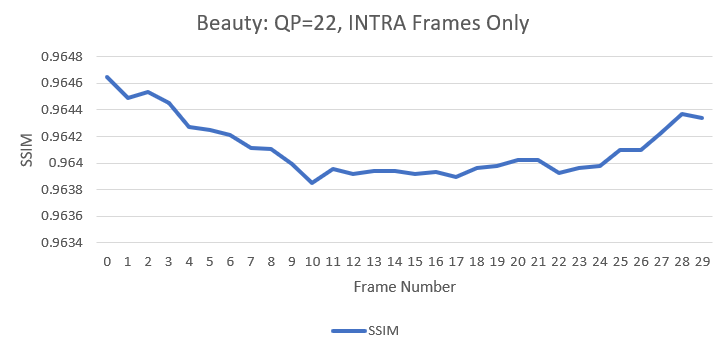 Beauty: QP=22, INTRA Frames Only
0.9648
0.9646
0.9644
0.9642
0.964
0.9638
0.9636
0.9634
SSIM
0 1 2 3 4 5 6 7 8 9 10 11 12 13 14 15 16 17 18 19 20 21 22 23 24 25 26 27 28 29
Frame Number
SSIM